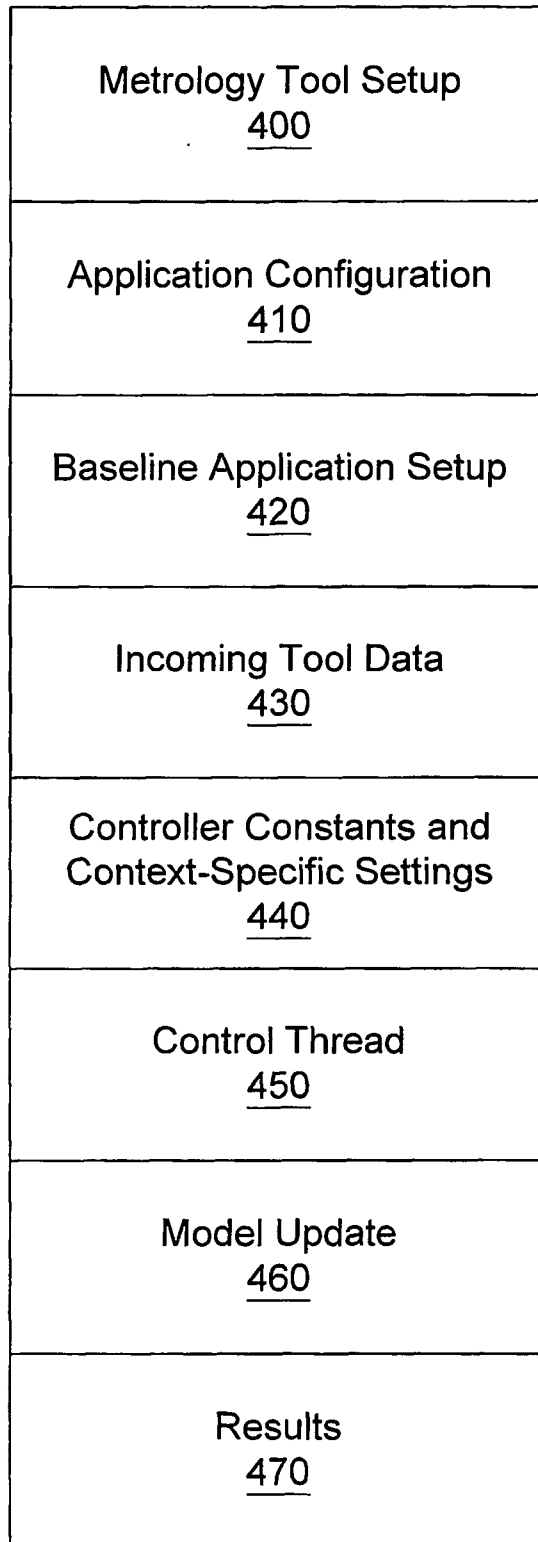 Metrology Tool Setup
400
Application Configuration
410
Baseline Application Setup
420
Incoming Tool Data
430
Controller Constants and
Context-Specific Settings
440
Control Thread
450
Model Update
460
Results
470